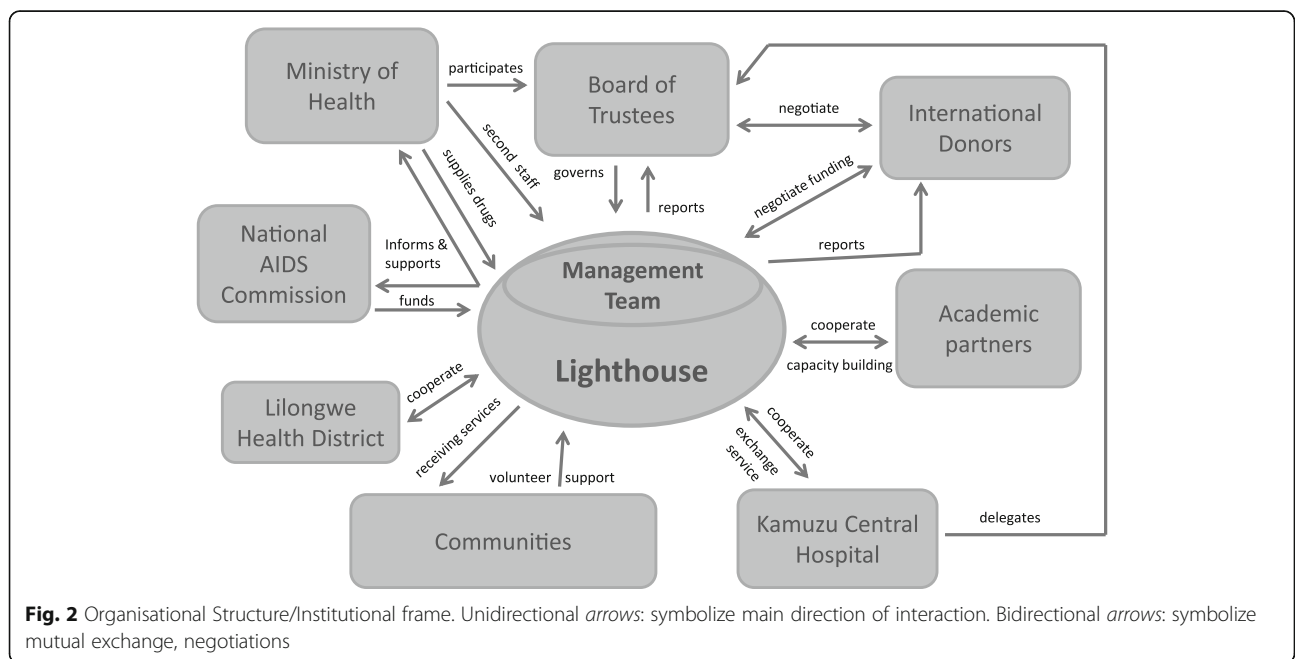 Ministry of
Health
participates
Board of
Trustees
negotiate
International
Donors
second staff
supplies drugs
governs
reports
negotiate funding
reports
National
AIDS
Commission
Informs &
supports
funds
Management
Team
Lighthouse
cooperate
capacity building
Academic
partners
Lilongwe
Health District
cooperate
receiving services
volunteer support
Communities
cooperate
exchange
service
Kamuzu Central
Hospital
delegates
Fig. 2 Organisational Structure/Institutional frame. Unidirectional arrows: symbolize main direction of interaction. Bidirectional arrows: symbolize
mutual exchange, negotiations